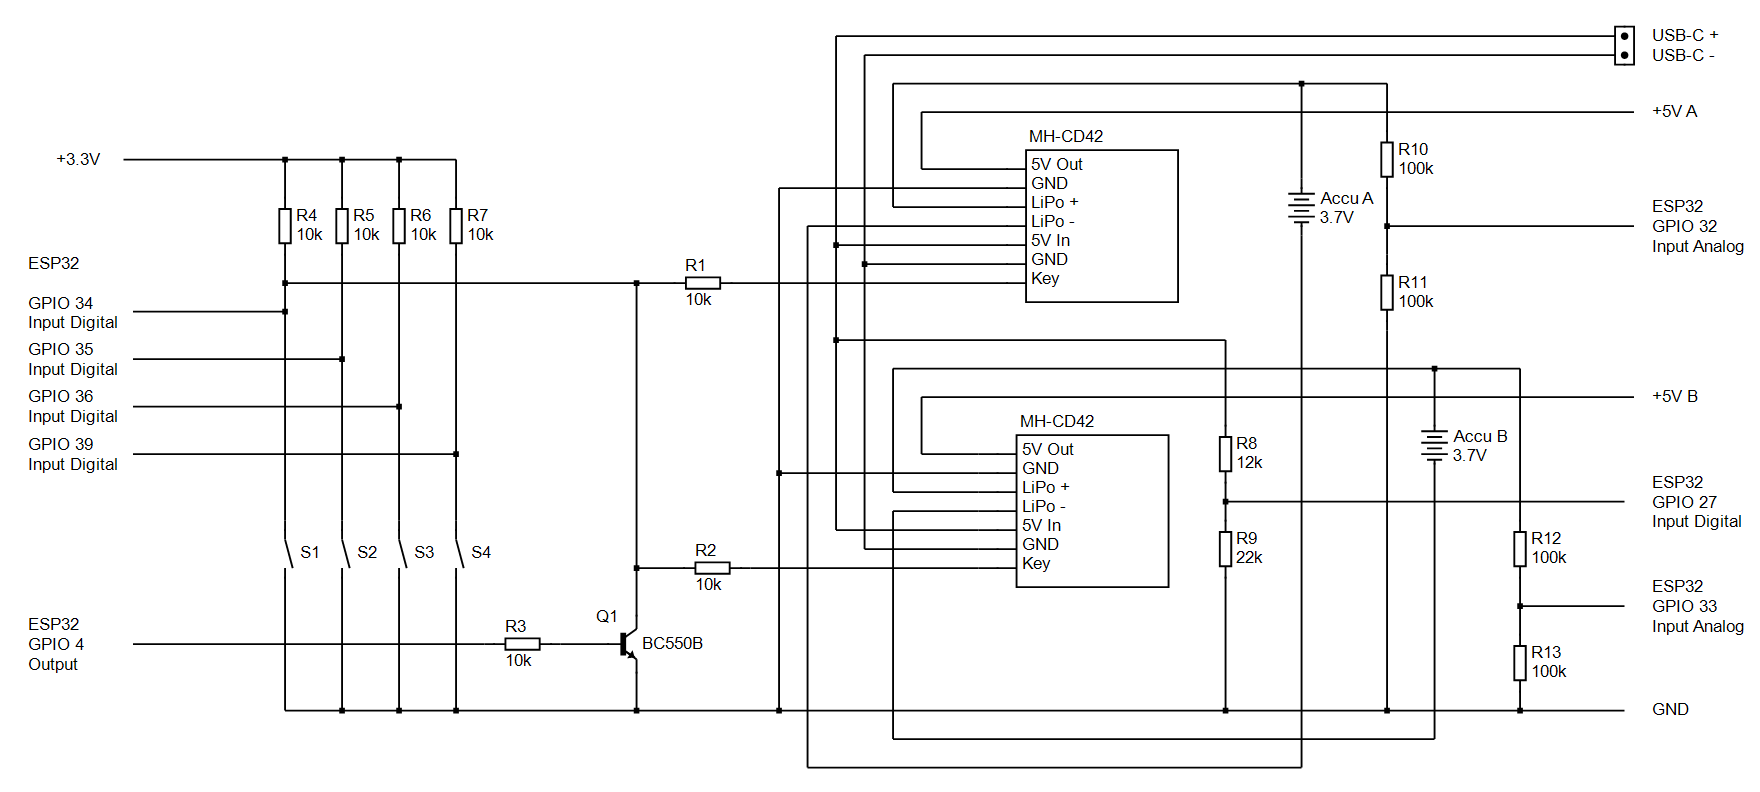 USB-C +
USB-C -
+5V A
MH-CD42
5V Out
GND
LiPo +
LiPo -
5V In
GND
Key
R10
100k
Accu A
3.7V
ESP32
GPIO 32
Input Analog
R11
100k
+3.3V
R4
10k
R5
10k
R6
10k
R7
10k
ESP32
GPIO 34
Input Digital
GPIO 35
Input Digital
GPIO 36
Input Digital
GPIO 39
Input Digital
R1
10k
+5V B
MH-CD42
5V Out
GND
LiPo +
LiPo -
5V In
GND
Key
R8
12k
Accu B
3.7V
ESP32
GPIO 27
Input Digital
R9
22k
R12
100k
S1
S2
S3
S4
R2
10k
ESP32
GPIO 33
Input Analog
ESP32
GPIO 4
Output
R3
10k
Q1
BC550B
R13
100k
GND